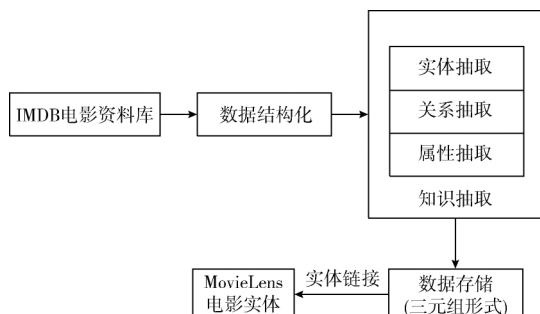 IMDB电影资料库
数据结构化
实体抽取
关系抽取
属性抽取
知识抽取
数据存储
(三元组形式)
实体链接
MovieLens
电影实体